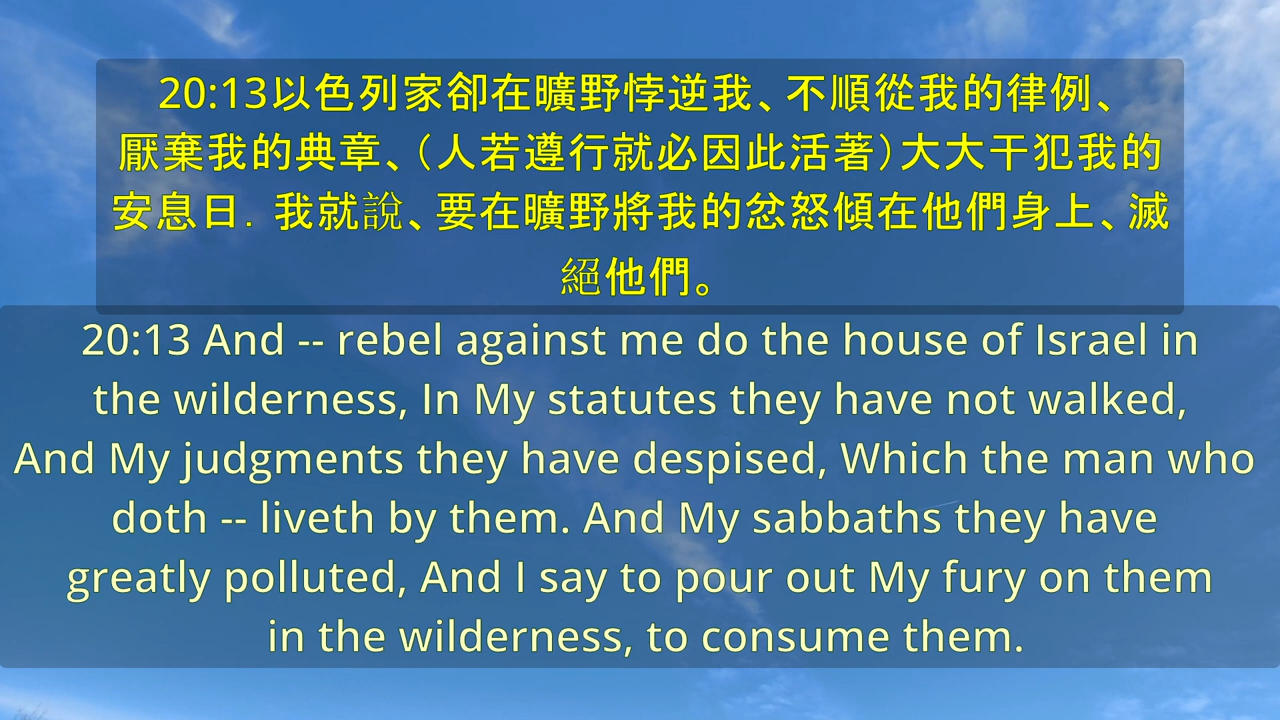 20:13以色列家卻在曠野悖逆我、不順從我的律例、
厭棄我的典章、（人若遵行就必因此活著）大大干犯我的
安息日． 我就說、要在曠野將我的忿怒傾在他們身上、滅
絕他們。
20:13 And -- rebel against me do the house of Israel in
the wilderness, In My statutes they have not walked,
And My judgments they have despised, Which the man who
doth -- liveth by them. And My sabbaths they have
greatly polluted, And I say to pour out My fury on them
in the wilderness, to consume them.